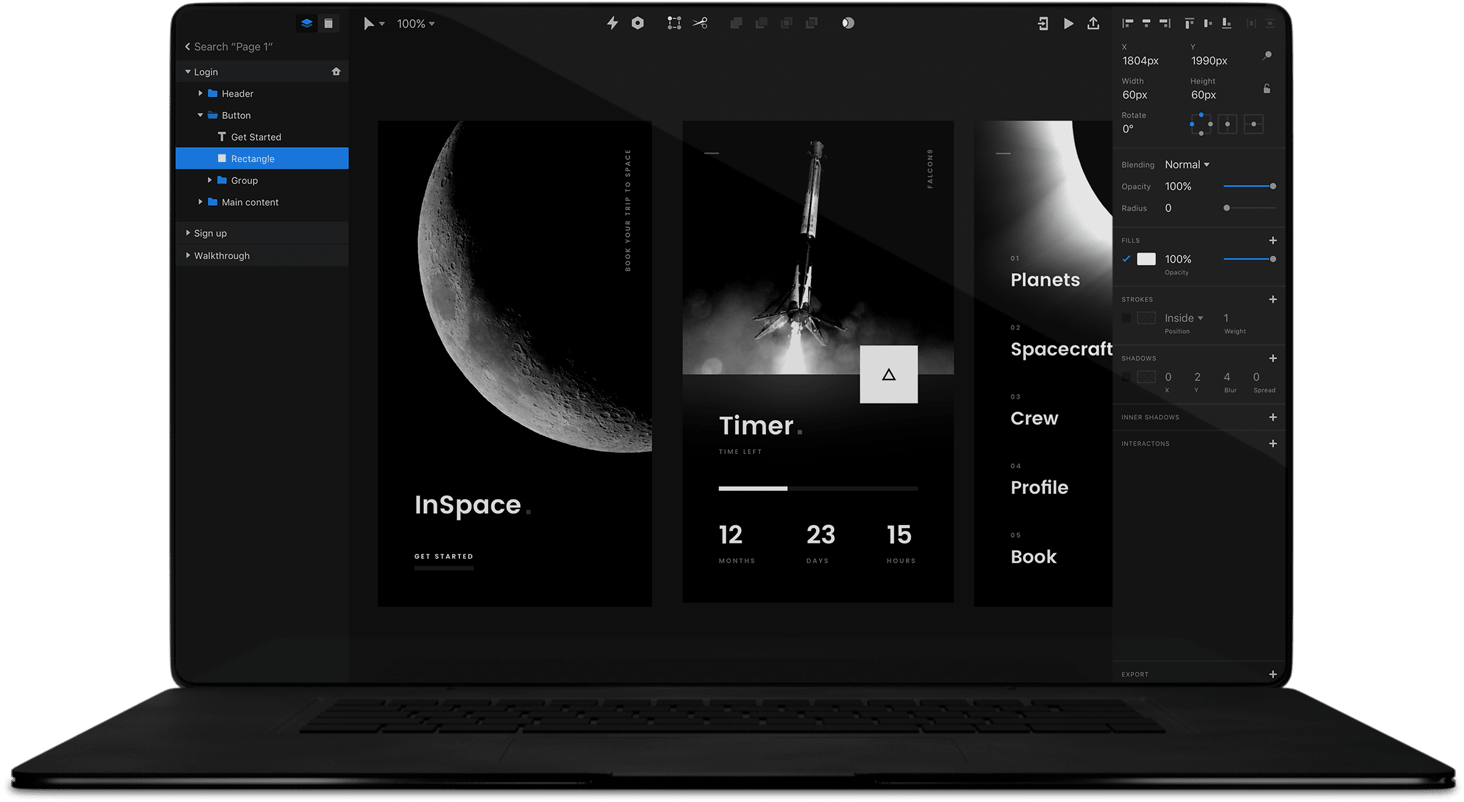 100%
Search “Page 1”
Login
Header
Button
Get Started
Rectangle
Group
Main content
Sign up
Walkthrough
BOOK YOUR TRIP TO SPACE
InSpace.
GET STARTED
FALCON9
Timer.
TIME LEFT
12 23 15
MONTHS DAYS HOURS
01
Planets
02
Spacecraft
03
Crew
04
Profile
05
Book
X Y
1804px 1990px
Width Height
60px 60px
Rotate
0°
Blending Normal
Opacity 100%
Radius 0
FILLS
100%
Opacity
STROKES
Inside 1
Position Weight
SHADOWS
0 2 4 0
X Y Blur Spread
INNER SHADOWS
INTERACTONS
EXPORT